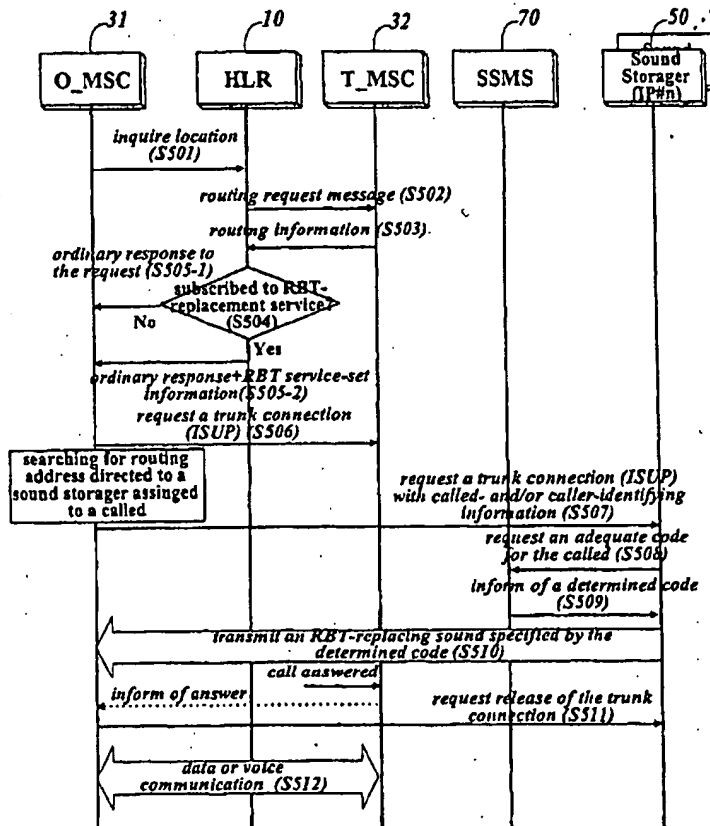 31
10
32
70
50
O_MSC
HLR
T_MSC
SSMS
Sound
Storager
(IP#n)
inquire location
(S501)
routing request message (S502)
routing information (S503)
ordinary response to
the request (S505-1)
subscribed to RBT-
replacement service?
(S504)
No
Yes
ordinary response+RBT service-set
information(S505-2)
request a trunk connection
(ISUP) (S506)
searching for routing
address directed to a
sound storager assinged
to a called
request a trunk connection (ISUP)
with called- and/or caller-identifying
information (S507)
request an adequate code
for the called (S508)
inform of a determined code
(S509)
transmit an RBT-replacing sound specified by the
determined code (S510)
call answered
inform of answer
request release of the trunk
connection (S511)
data or voice
communication (S512)